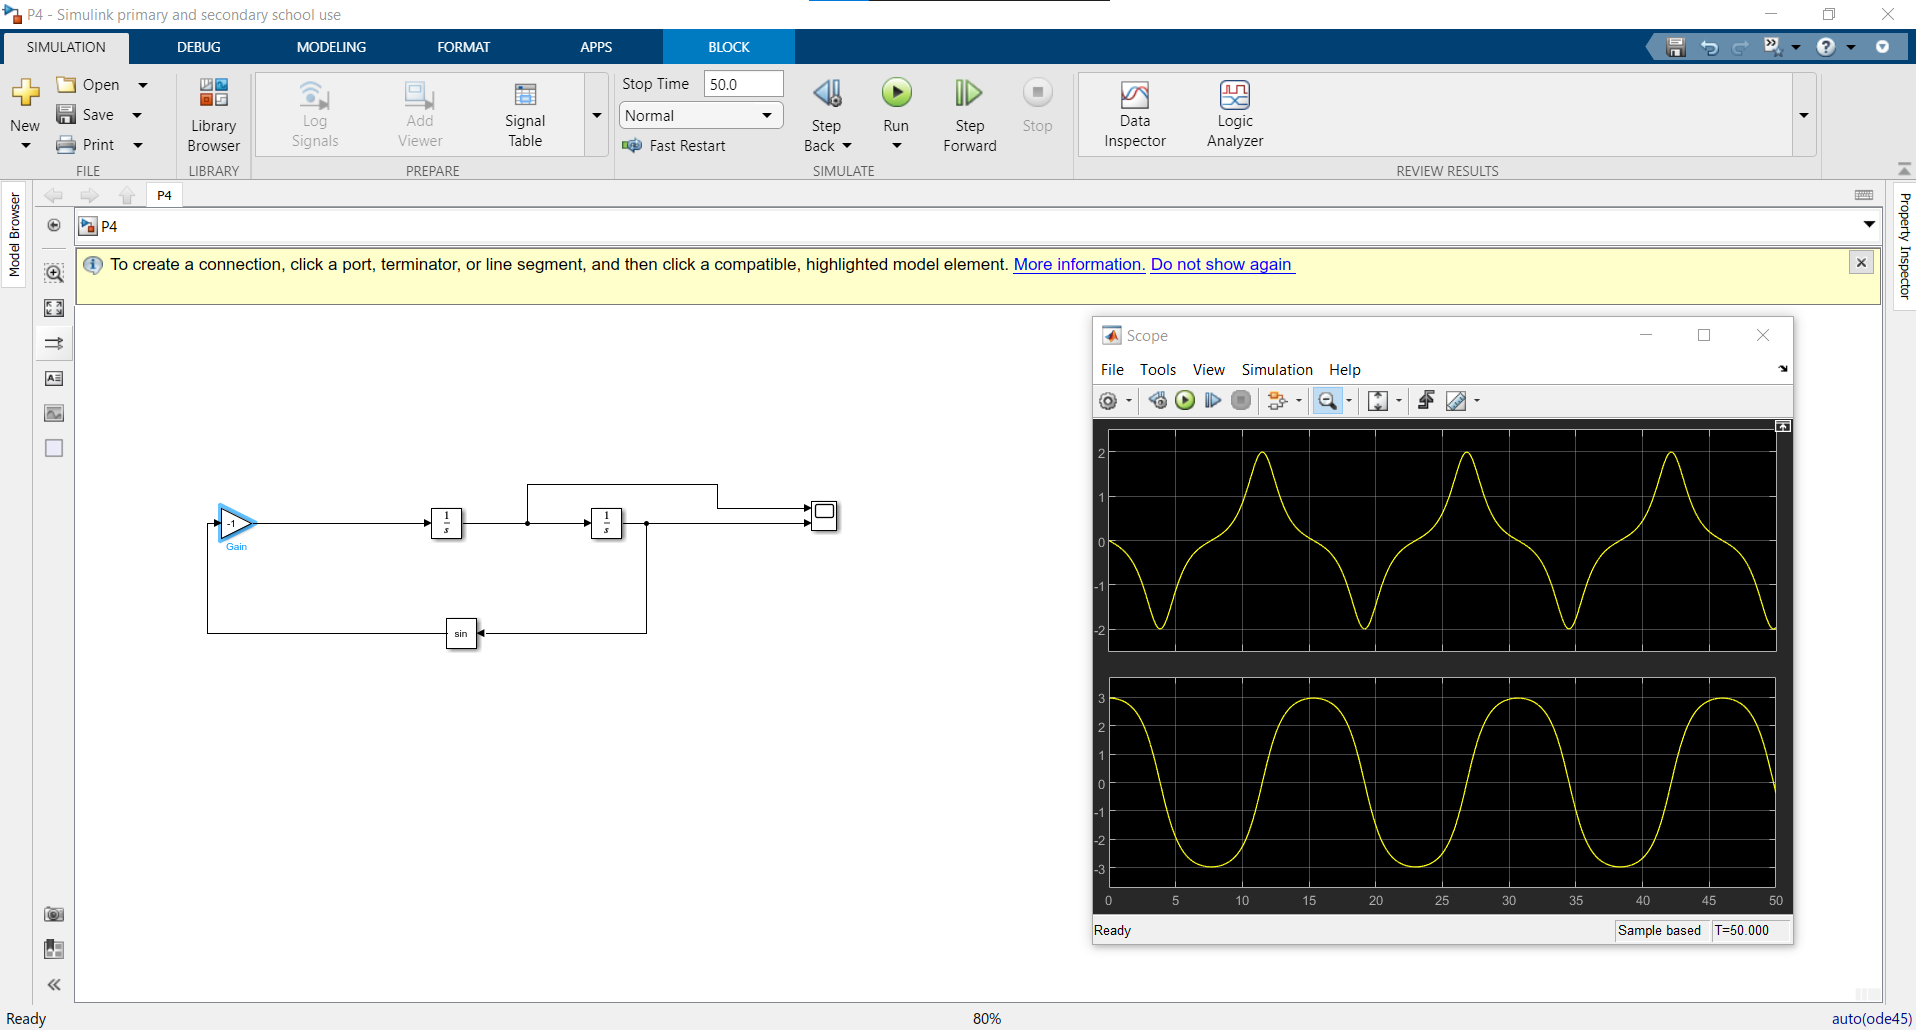 P4 - Simulink primary and secondary school use
SIMULATION DEBUG MODELING FORMAT APPS BLOCK
New
Open
Save
Print
FILE
Library
Browser
LIBRARY
Log
Signals
Add
Viewer
Signal
Table
PREPARE
Stop Time 50.0
Normal
Fast Restart
Step
Back
Run
Step
Forward
Stop
SIMULATE
Data
Inspector
Logic
Analyzer
REVIEW RESULTS
Model Browser
Property Inspector
P4
P4
To create a connection, click a port, terminator, or line segment, and then click a compatible, highlighted model element. More information. Do not show again
-1
Gain
1
s
1
s
sin
Scope
File Tools View Simulation Help
2
1
0
-1
-2
3
2
1
0
-1
-2
-3
0 5 10 15 20 25 30 35 40 45 50
Ready Sample based T=50.000
Ready 80% auto(ode45)